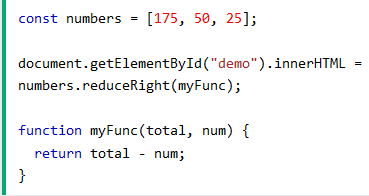 const numbers = [175, 50, 25];
document.getElementById("demo").innerHTML =
numbers.reduceRight(myFunc);
function myFunc(total, num) {
  return total - num;
}